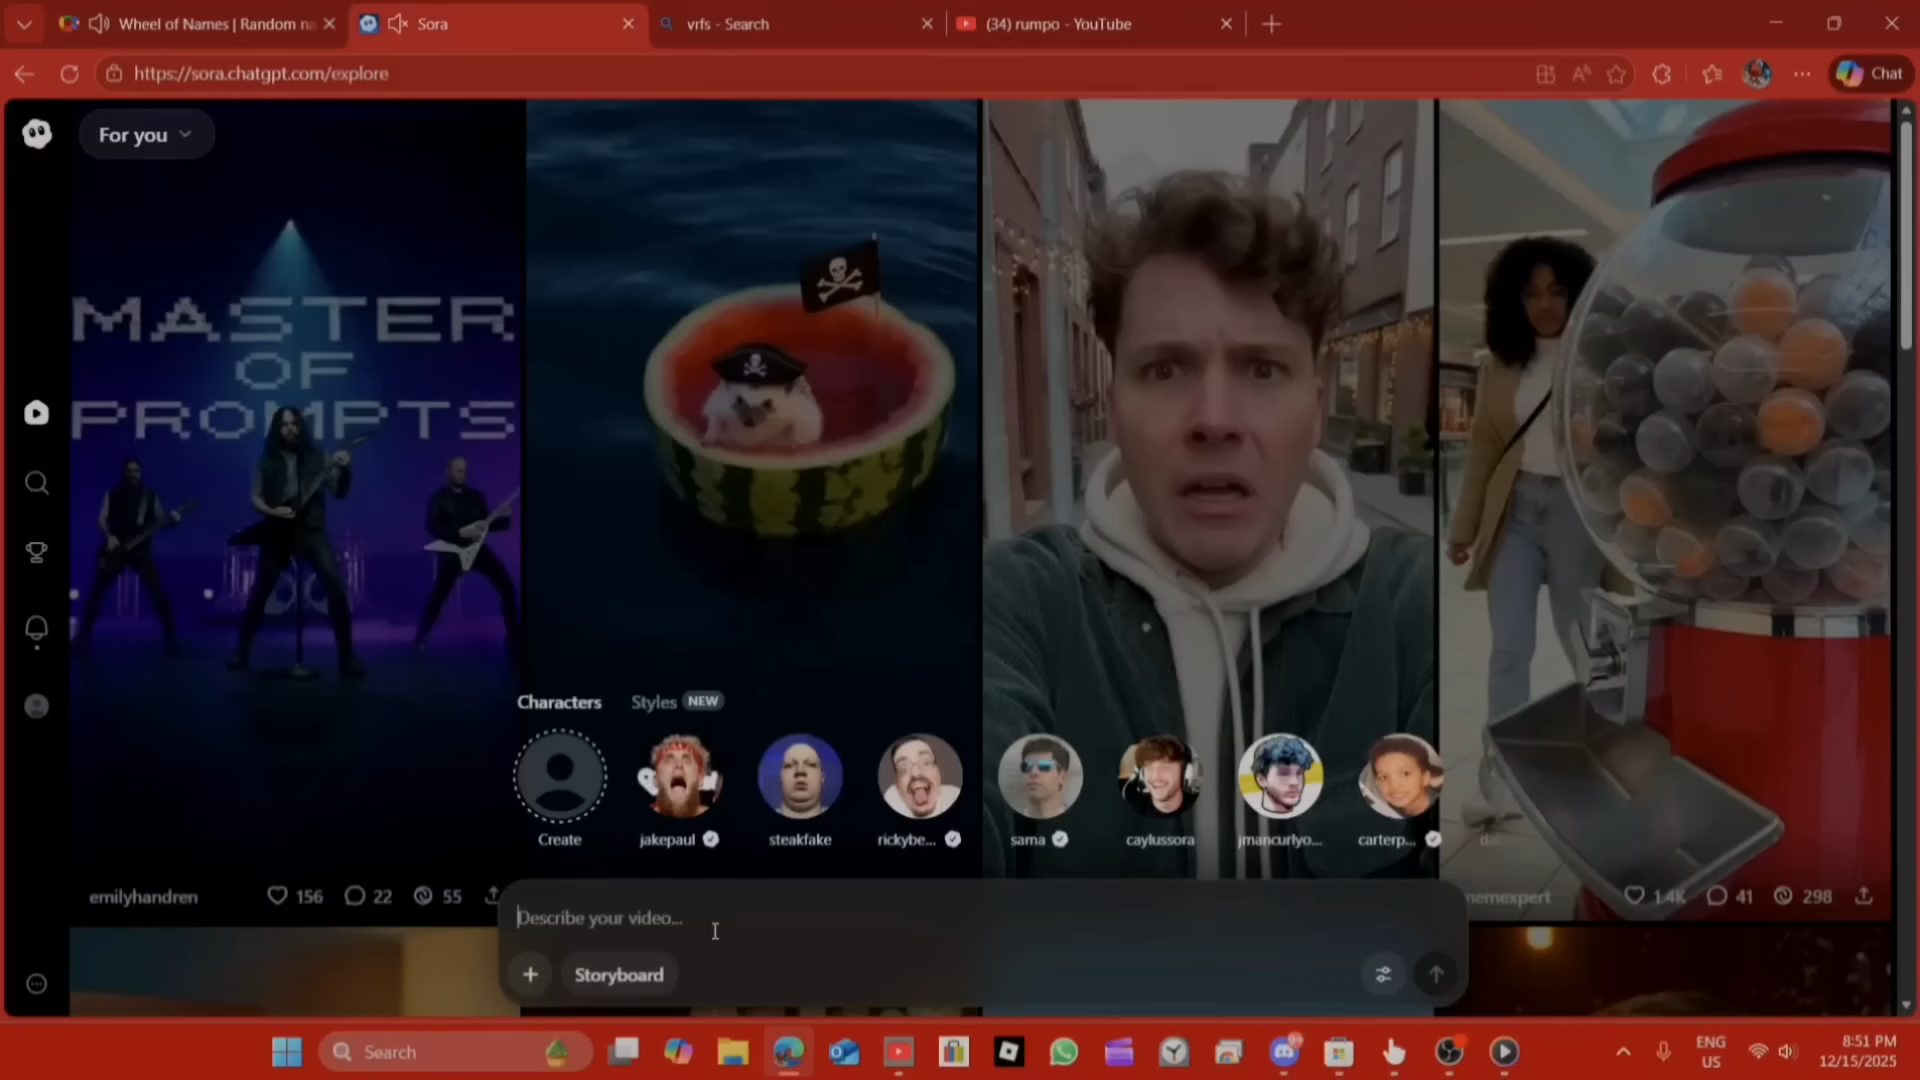 Wheel of Names | Random na
Sora
vrfs - Search
(34) rumpo - YouTube
https://sora.chatgpt.com/explore
Chat
For you
MASTER
OF
PROMPTS
Characters
Styles NEW
Create
jakepaul
steakfake
rickybe...
sama
caylussora
jmancurlyo...
carterp...
emilyhandren
156
22
55
memexpert
1.4K
41
298
Describe your video...
Storyboard
Search
ENG
US
8:51 PM
12/15/2025